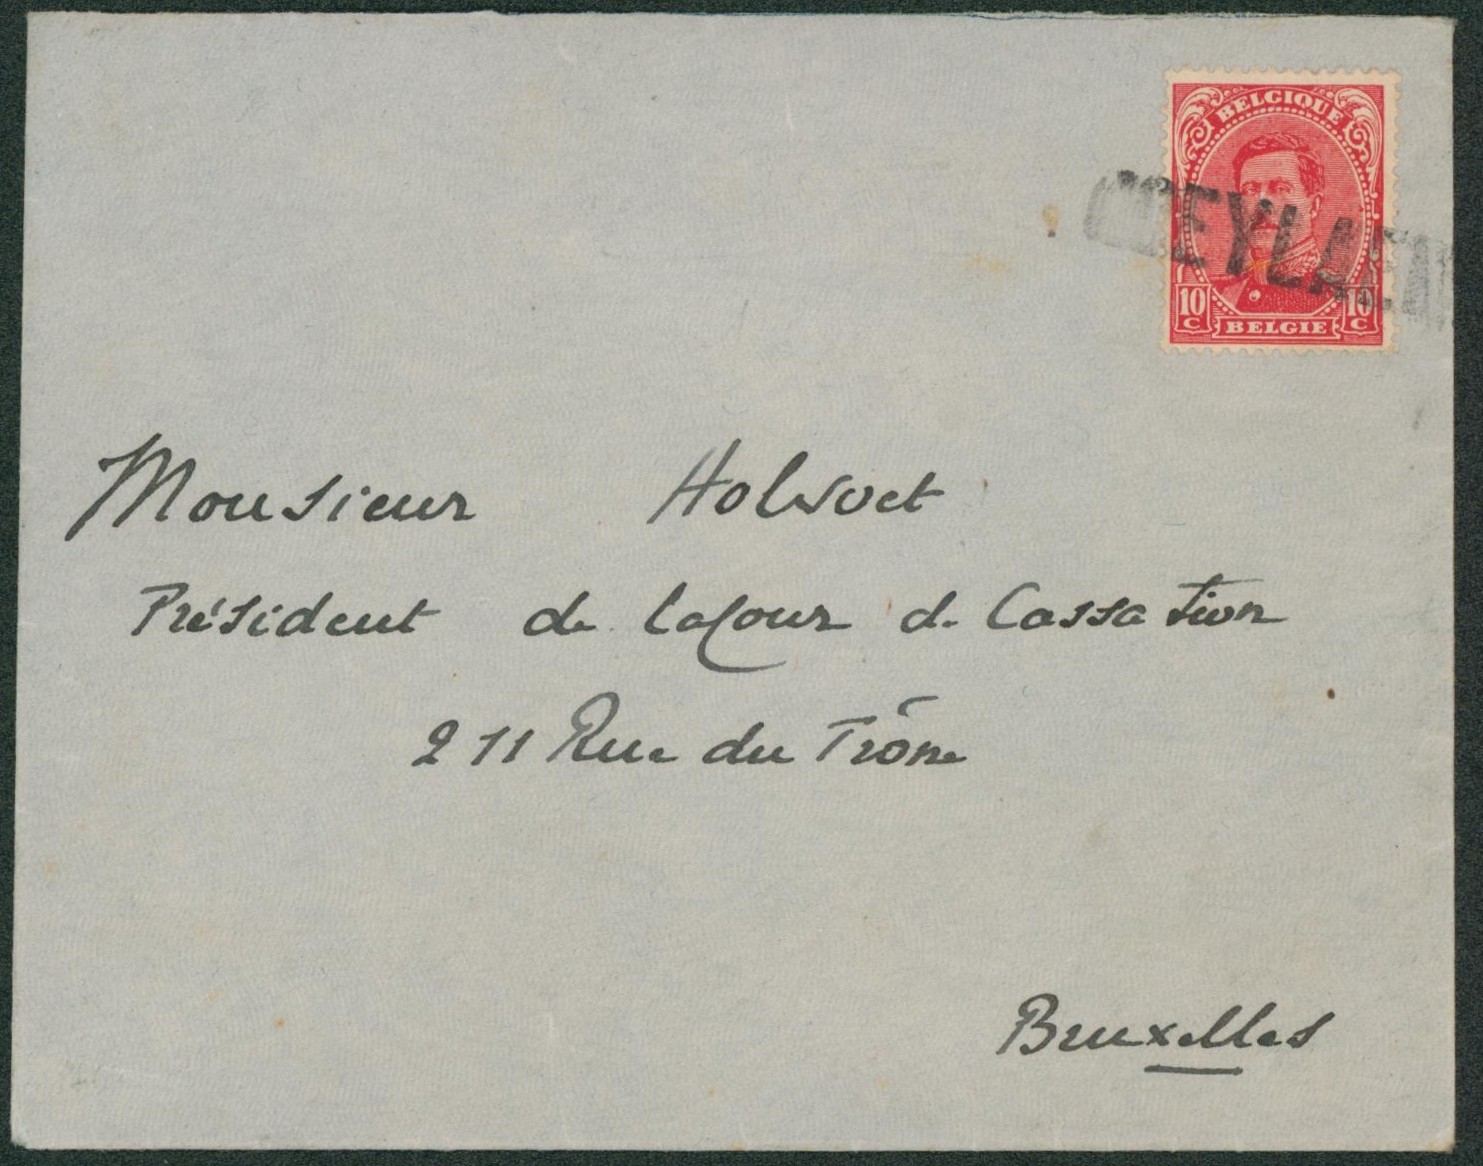 BELGIQUE
10 C 10 C
BELGIE
Monsieur Holvoet
Président de la Cour de Cassation
211 Rue du Trône
Bruxelles